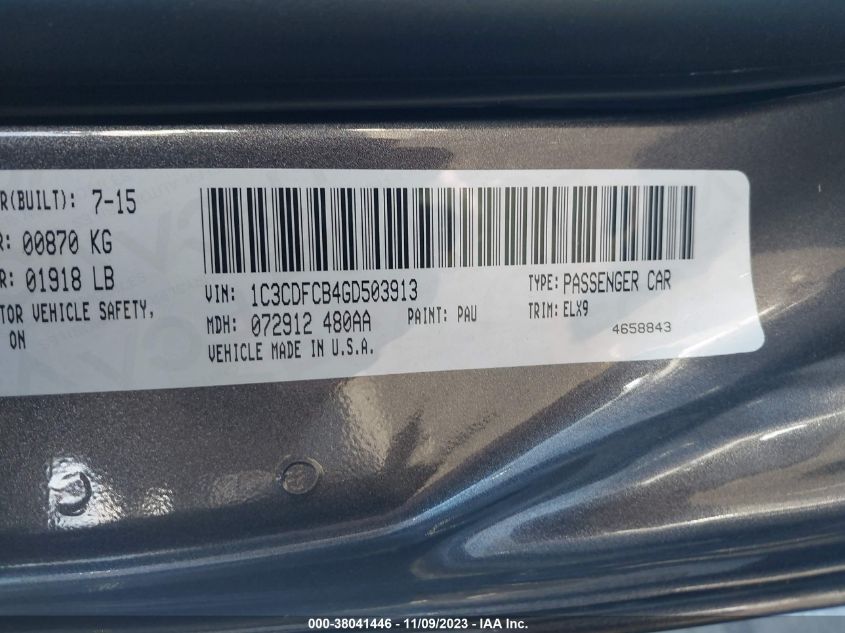 R(BUILT): 7-15
R: 00870 KG
R: 01918 LB
TOR VEHICLE SAFETY,
ON
VIN: 1C3CDFCB4GD503913
TYPE: PASSENGER CAR
MDH: 072912 480AA
PAINT: PAU
TRIM: ELX9
VEHICLE MADE IN U.S.A.
4658843
000-38041446 - 11/09/2023 - IAA Inc.